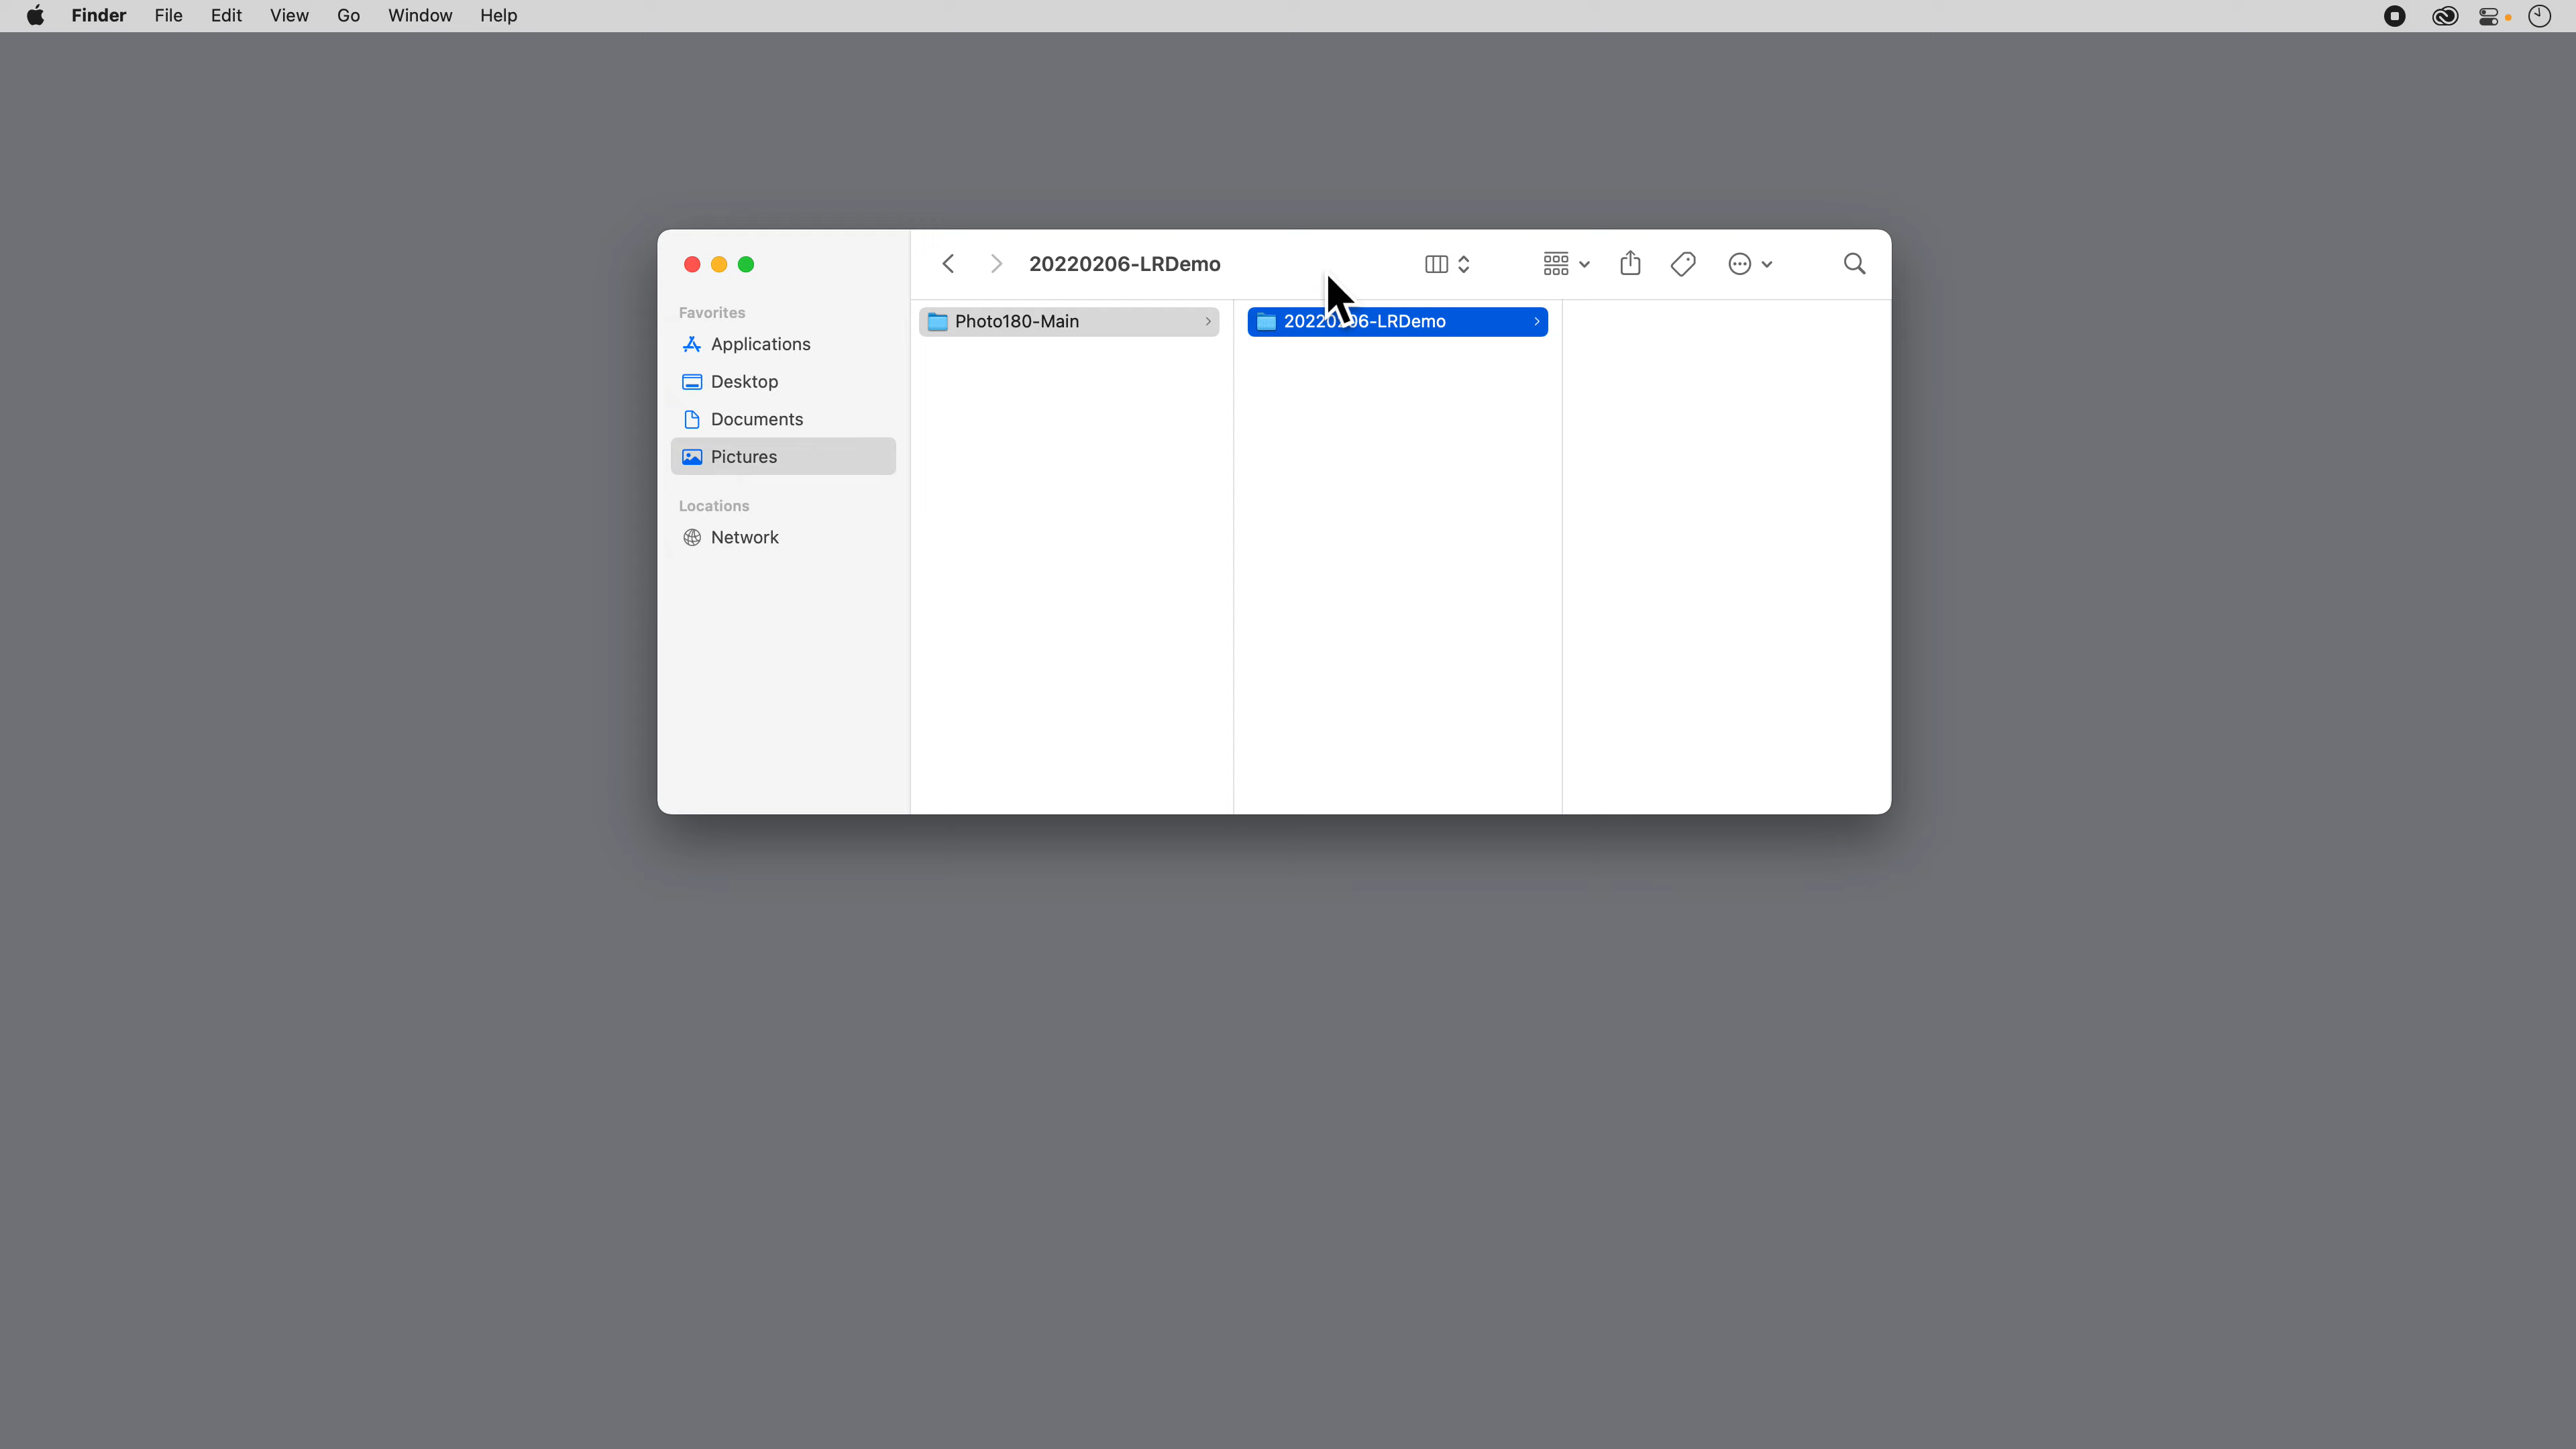 Finder File Edit View Go Window Help
20220206-LRDemo
Favorites
Applications
Desktop
Documents
Pictures
Locations
Network
Photo180-Main
20220206-LRDemo